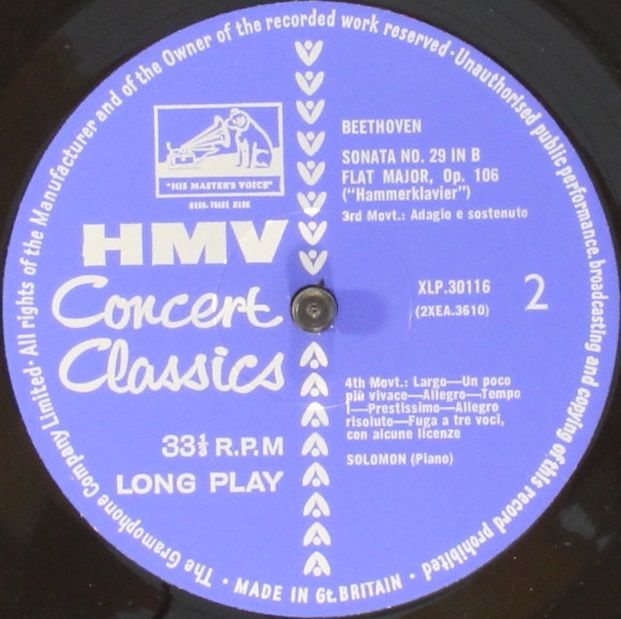 The Gramophone Company Limited · All rights of the Manufacturer and of the Owner of the recorded work reserved · Unauthorised public performance, broadcasting and copying of this record prohibited ·
"HIS MASTER'S VOICE"
REGD. TRADE MARK
HMV
Concert
Classics
33⅓ R.P.M
LONG PLAY
BEETHOVEN
SONATA NO. 29 IN B
FLAT MAJOR, Op. 106
("Hammerklavier")
3rd Movt.: Adagio e sostenuto
XLP.30116
(2XEA.3610)
2
4th Movt.: Largo—Un poco
più vivace—Allegro—Tempo
I—Prestissimo—Allegro
risoluto—Fuga a tre voci,
con alcune licenze
SOLOMON (Piano)
· MADE IN Gt. BRITAIN ·